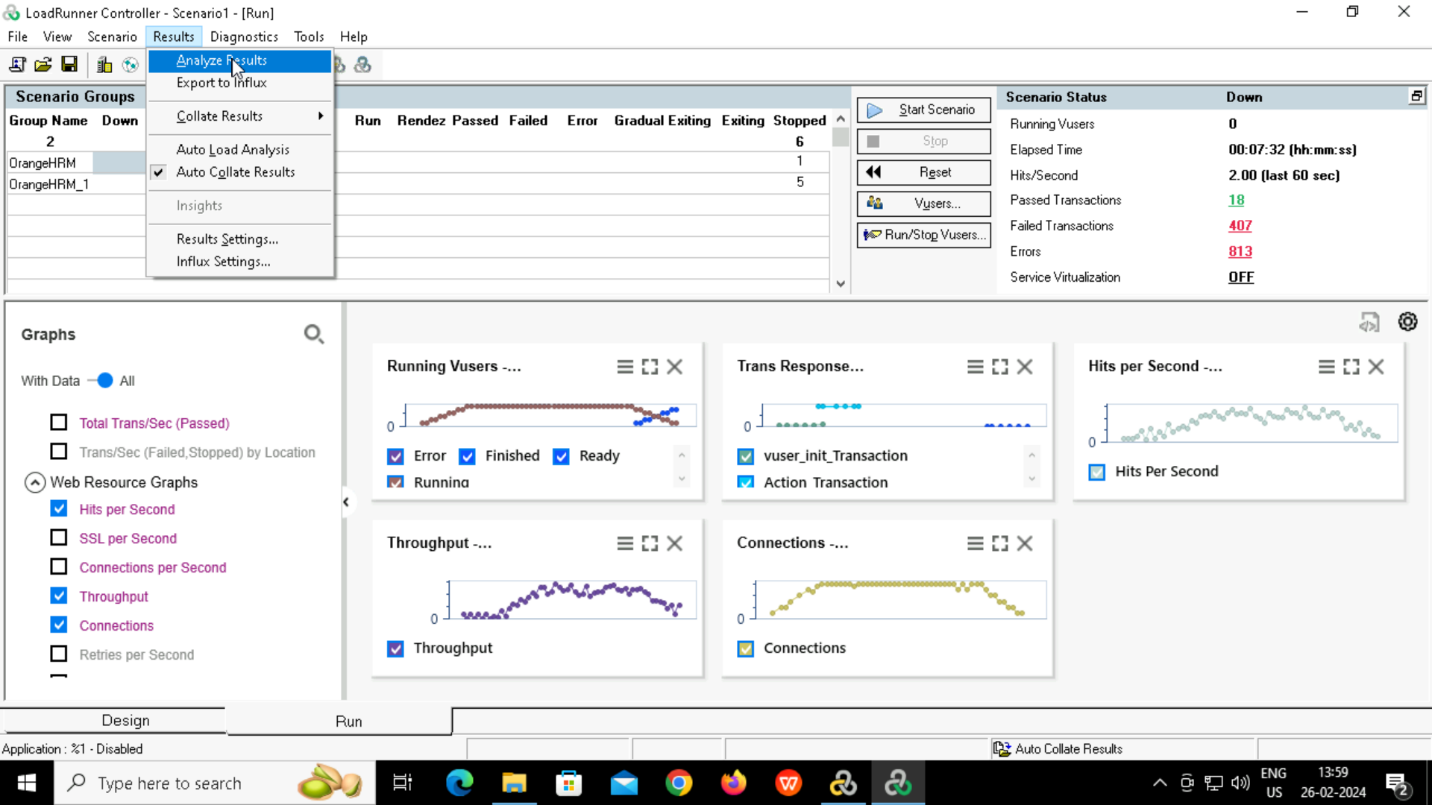 LoadRunner Controller - Scenario1 - [Run]
File View Scenario Results Diagnostics Tools Help
Analyze Results
Export to Influx
Collate Results
Auto Load Analysis
Auto Collate Results
Insights
Results Settings...
Influx Settings...
Scenario Groups
Group Name Down Run Rendez Passed Failed Error Gradual Exiting Exiting Stopped
2 6
OrangeHRM 1
OrangeHRM_1 5
Start Scenario
Stop
Reset
Vusers...
Run/Stop Vusers...
Scenario Status Down
Running Vusers 0
Elapsed Time 00:07:32 (hh:mm:ss)
Hits/Second 2.00 (last 60 sec)
Passed Transactions 18
Failed Transactions 407
Errors 813
Service Virtualization OFF
Graphs
With Data All
Total Trans/Sec (Passed)
Trans/Sec (Failed,Stopped) by Location
Web Resource Graphs
Hits per Second
SSL per Second
Connections per Second
Throughput
Connections
Retries per Second
Running Vusers -...
0
Error Finished Ready
Running
Trans Response...
0
vuser_init_Transaction
Action_Transaction
Hits per Second -...
0
Hits Per Second
Throughput -...
0
Throughput
Connections -...
0
Connections
Design Run
Application : %1 - Disabled Auto Collate Results
Type here to search
ENG
US
13:59
26-02-2024
2